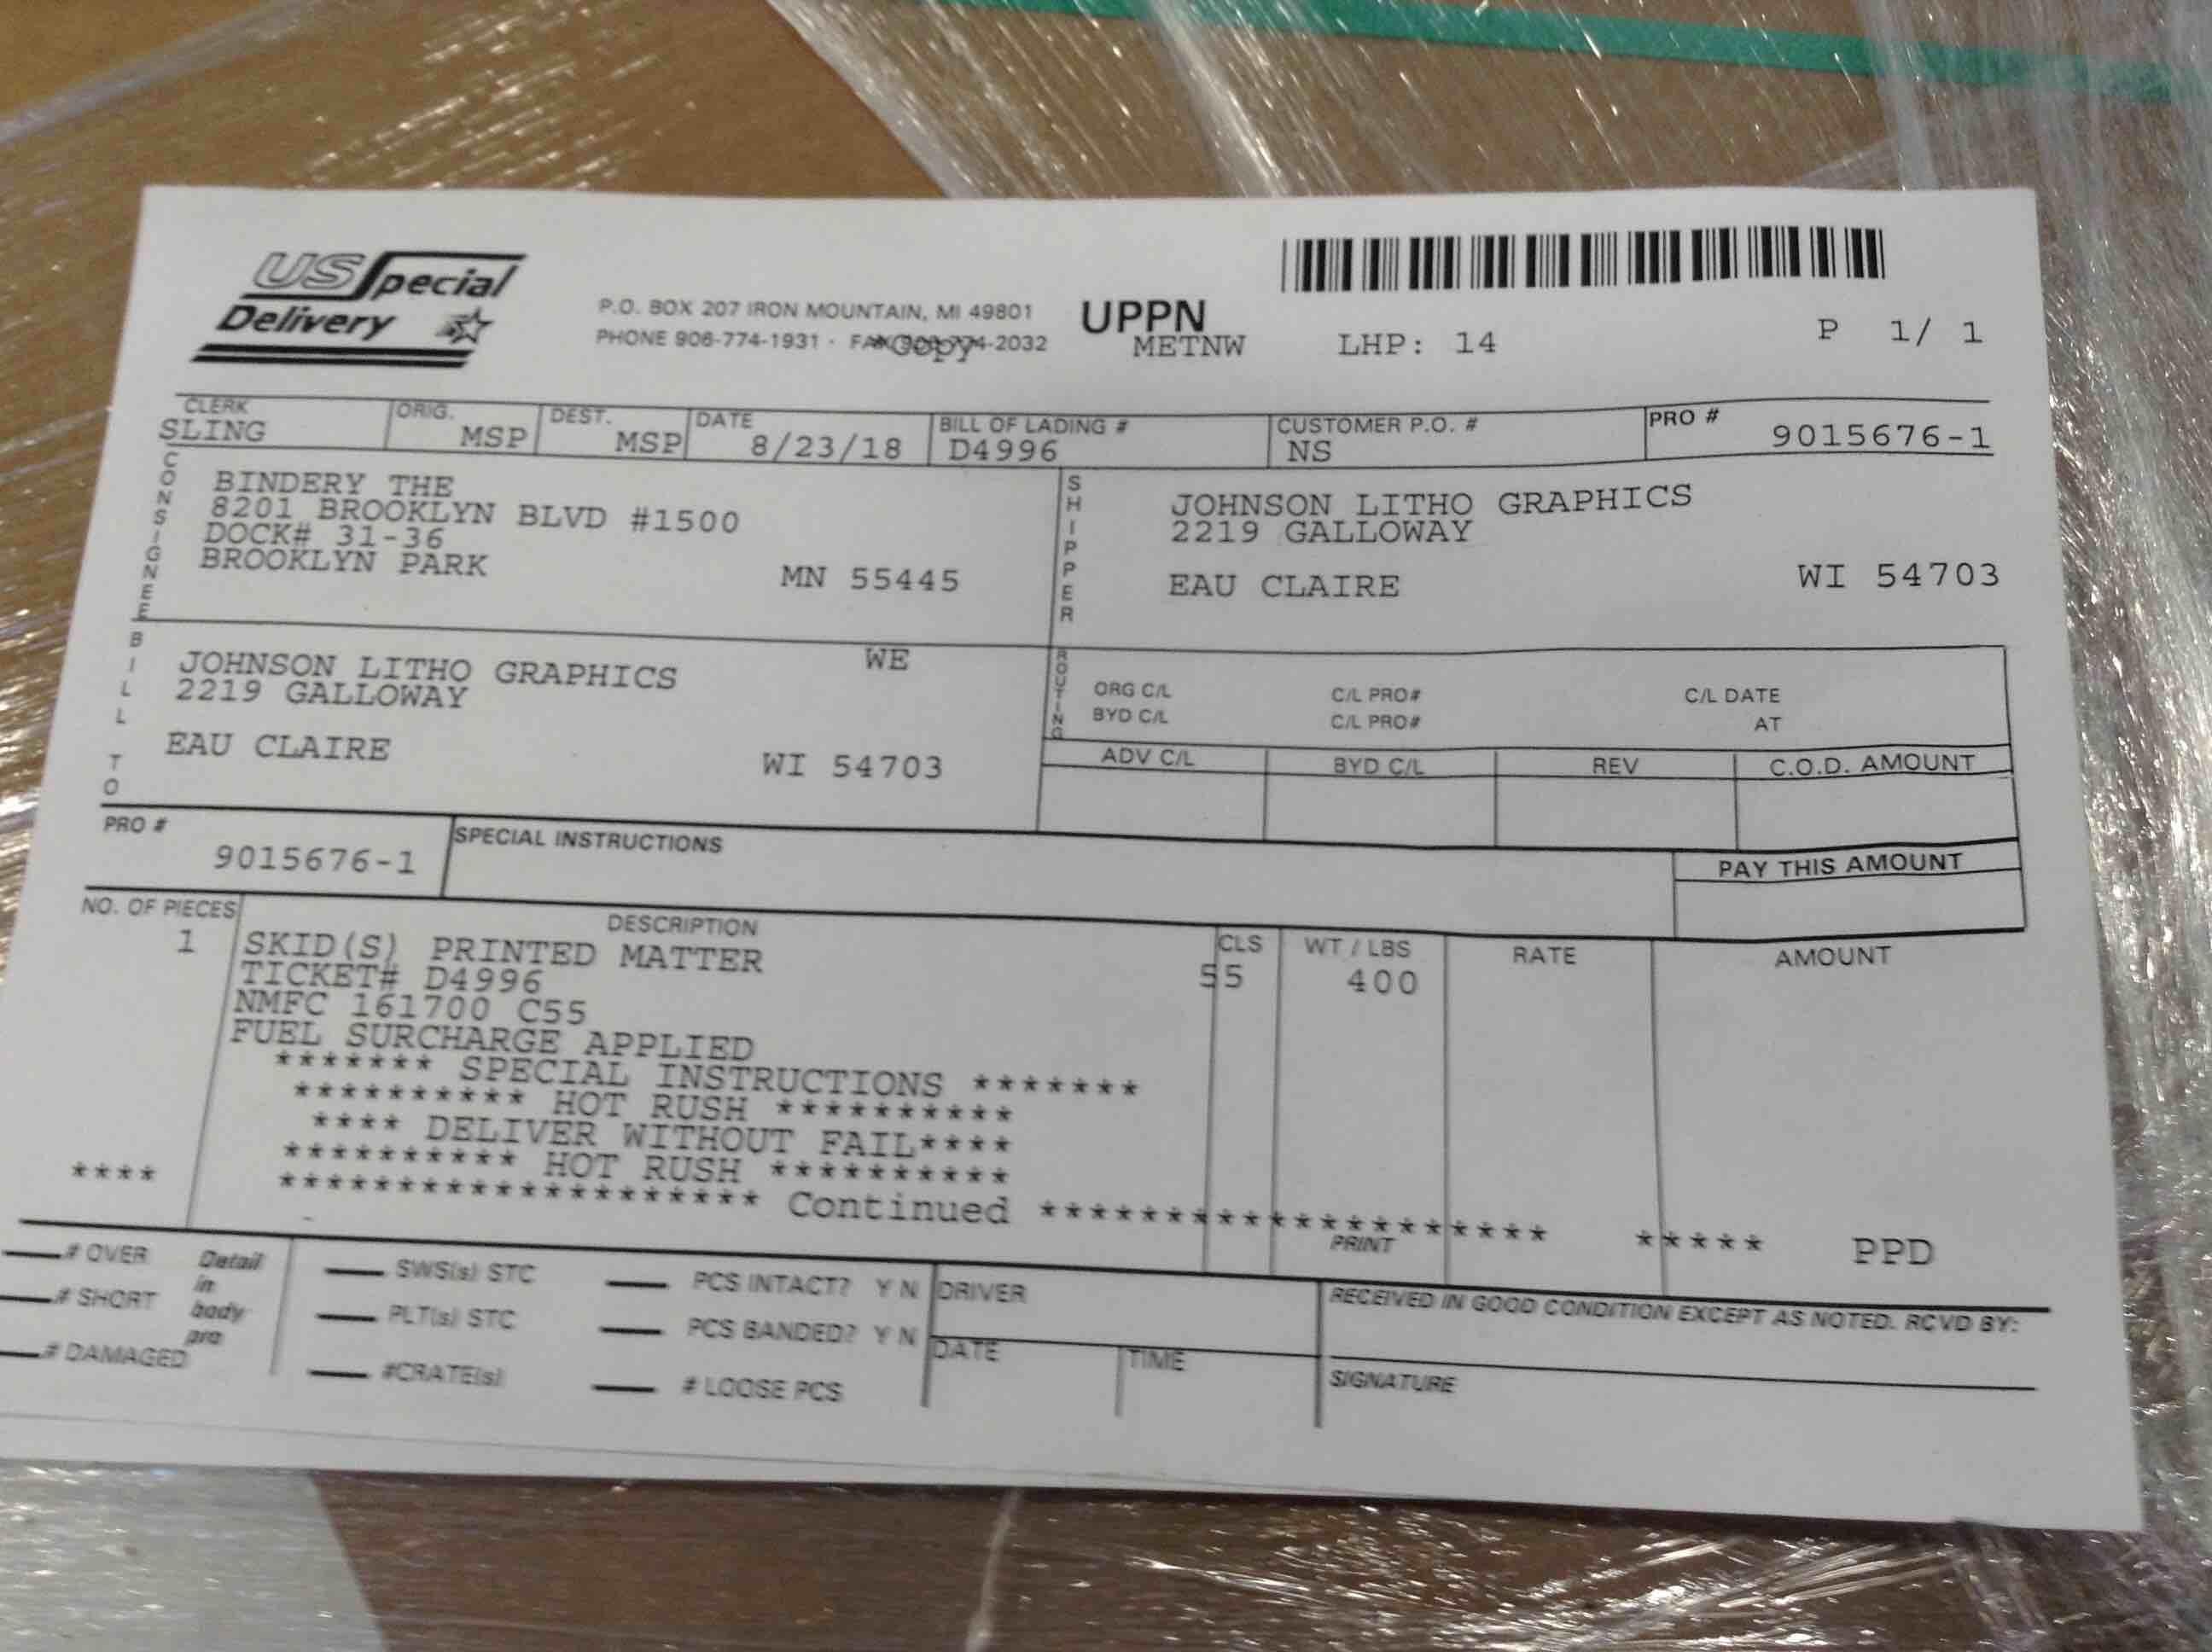 US Special
Delivery
P.O. BOX 207 IRON MOUNTAIN, MI 49801
PHONE 906-774-1931 · FAX 906-774-2032
Copy
UPPN
METNW
LHP: 14
P 1/ 1
CLERK
SLING
ORIG.
MSP
DEST.
MSP
DATE
8/23/18
BILL OF LADING #
D4996
CUSTOMER P.O. #
NS
PRO #
9015676-1
CONSIGNEE
BINDERY THE
8201 BROOKLYN BLVD #1500
DOCK# 31-36
BROOKLYN PARK MN 55445
SHIPPER
JOHNSON LITHO GRAPHICS
2219 GALLOWAY
EAU CLAIRE WI 54703
BILL TO
JOHNSON LITHO GRAPHICS WE
2219 GALLOWAY
EAU CLAIRE WI 54703
ROUTING
ORG C/L C/L PRO# C/L DATE
BYD C/L C/L PRO# AT
ADV C/L BYD C/L REV C.O.D. AMOUNT
PRO #
9015676-1
SPECIAL INSTRUCTIONS
PAY THIS AMOUNT
NO. OF PIECES DESCRIPTION CLS WT / LBS RATE AMOUNT
1 SKID(S) PRINTED MATTER 55 400
TICKET# D4996
NMFC 161700 C55
FUEL SURCHARGE APPLIED
******* SPECIAL INSTRUCTIONS *******
********** HOT RUSH **********
**** DELIVER WITHOUT FAIL****
********** HOT RUSH **********
**** ******************** Continued ********************** ***** PPD
PRINT
# OVER
# SHORT
# DAMAGED
Detail
in
body
pro
SWS(s) STC
PLT(s) STC
#CRATE(s)
PCS INTACT? Y N
PCS BANDED? Y N
# LOOSE PCS
DRIVER
DATE
TIME
RECEIVED IN GOOD CONDITION EXCEPT AS NOTED. RCVD BY:
SIGNATURE